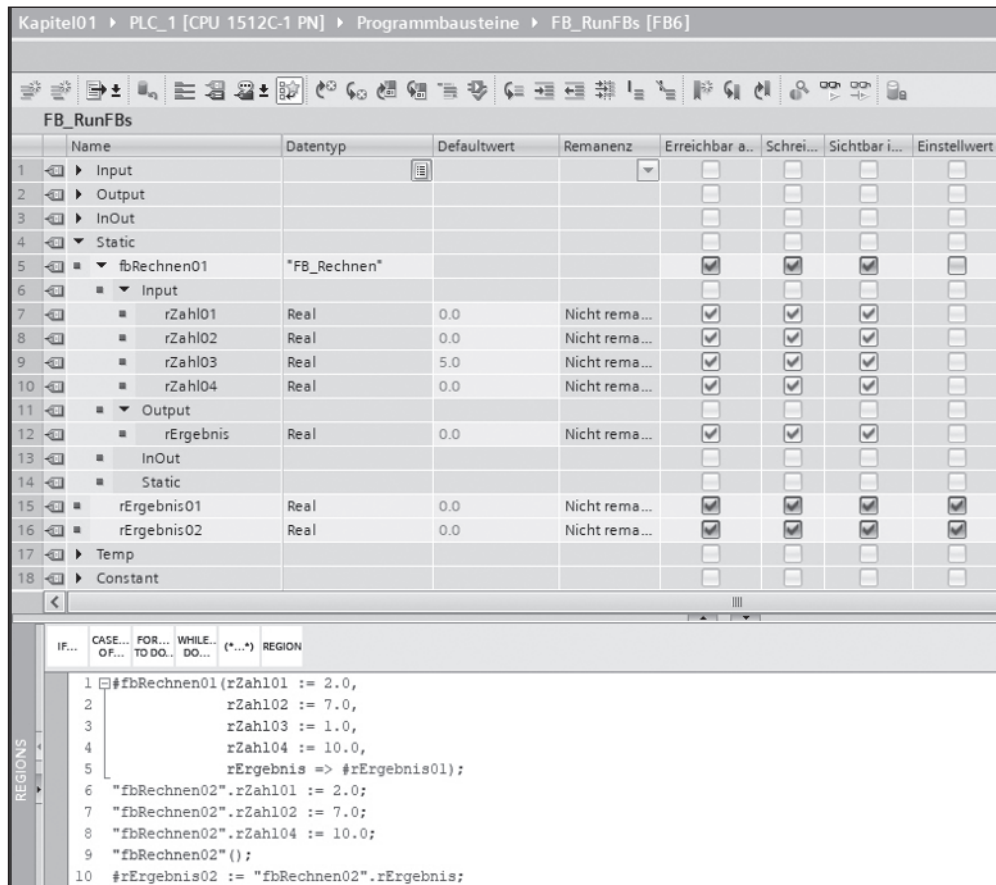 Kapitel01 ▸ PLC_1 [CPU 1512C-1 PN] ▸ Programmbausteine ▸ FB_RunFBs [FB6]
FB_RunFBs
Name Datentyp Defaultwert Remanenz Erreichbar a... Schrei... Sichtbar i... Einstellwert
1 Input
2 Output
3 InOut
4 Static
5 fbRechnen01 "FB_Rechnen"
6 Input
7 rZahl01 Real 0.0 Nicht rema...
8 rZahl02 Real 0.0 Nicht rema...
9 rZahl03 Real 5.0 Nicht rema...
10 rZahl04 Real 0.0 Nicht rema...
11 Output
12 rErgebnis Real 0.0 Nicht rema...
13 InOut
14 Static
15 rErgebnis01 Real 0.0 Nicht rema...
16 rErgebnis02 Real 0.0 Nicht rema...
17 Temp
18 Constant
IF... CASE... OF... FOR... TO DO... WHILE... DO... (*...*) REGION
REGIONS
1 #fbRechnen01(rZahl01 := 2.0,
2 rZahl02 := 7.0,
3 rZahl03 := 1.0,
4 rZahl04 := 10.0,
5 rErgebnis => #rErgebnis01);
6 "fbRechnen02".rZahl01 := 2.0;
7 "fbRechnen02".rZahl02 := 7.0;
8 "fbRechnen02".rZahl04 := 10.0;
9 "fbRechnen02"();
10 #rErgebnis02 := "fbRechnen02".rErgebnis;